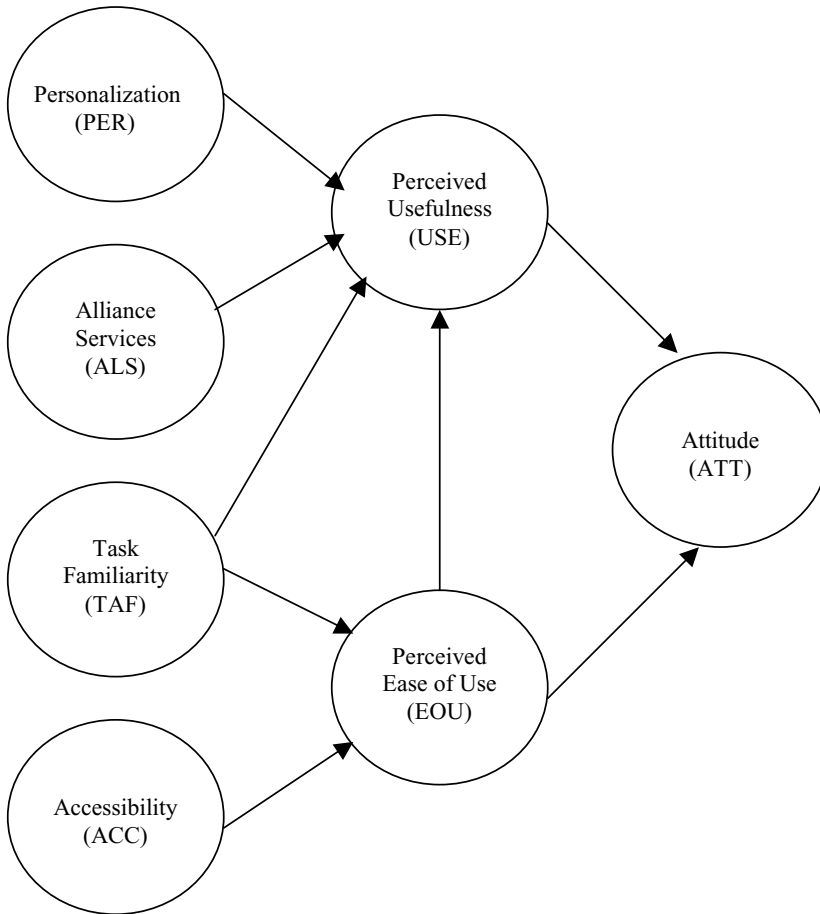 Personalization
(PER)
Perceived
Usefulness
(USE)
Alliance
Services
(ALS)
Attitude
(ATT)
Task
Familiarity
(TAF)
Perceived
Ease of Use
(EOU)
Accessibility
(ACC)